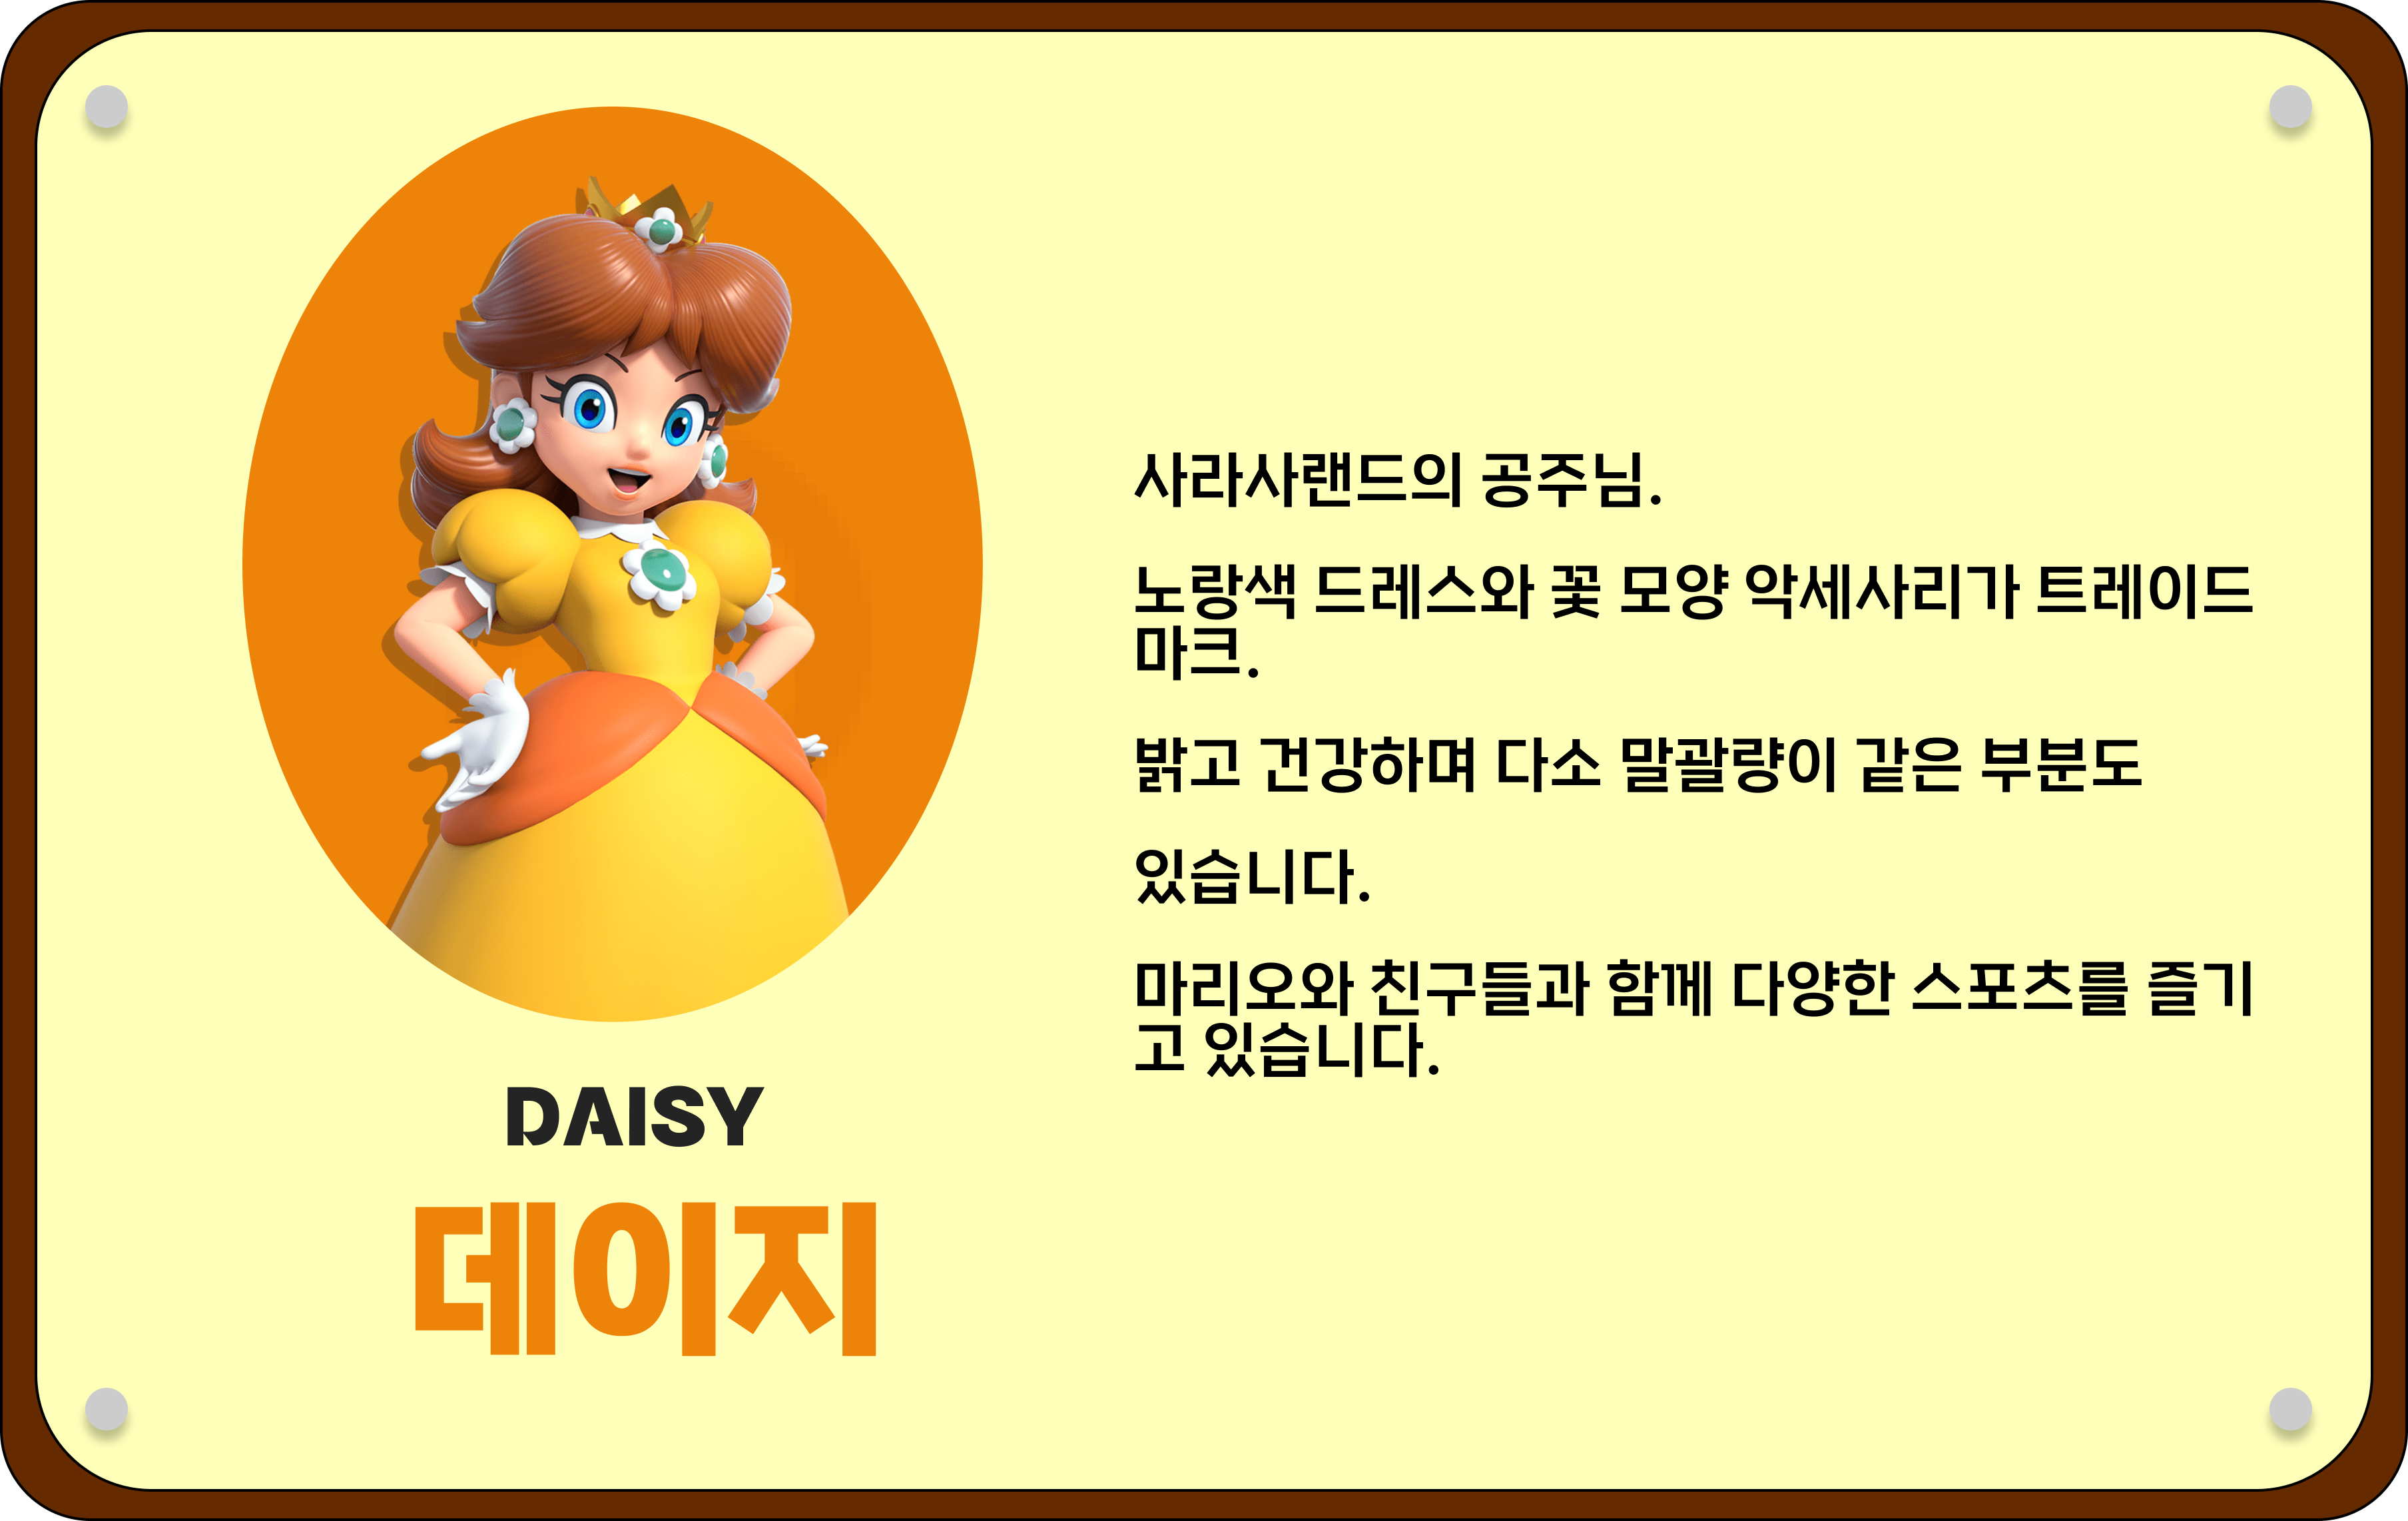 DAISY
데이지
사라사랜드의 공주님.
노랑색 드레스와 꽃 모양 악세사리가 트레이드
마크.
밝고 건강하며 다소 말괄량이 같은 부분도
있습니다.
마리오와 친구들과 함께 다양한 스포츠를 즐기
고 있습니다.